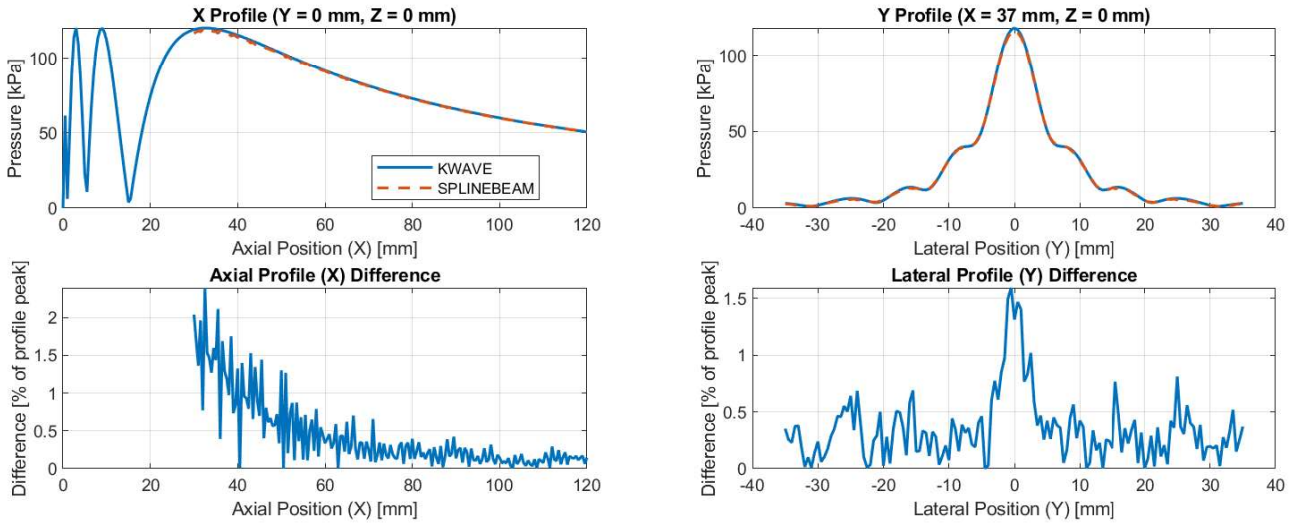 X Profile (Y = 0 mm, Z = 0 mm)
Pressure [kPa]
100
50
0
0 20 40 60 80 100 120
Axial Position (X) [mm]
KWAVE
SPLINEBEAM
Y Profile (X = 37 mm, Z = 0 mm)
Pressure [kPa]
100
50
0
-40 -30 -20 -10 0 10 20 30 40
Lateral Position (Y) [mm]
Axial Profile (X) Difference
Difference [% of profile peak]
2
1.5
1
0.5
0
0 20 40 60 80 100 120
Axial Position (X) [mm]
Lateral Profile (Y) Difference
Difference [% of profile peak]
1.5
1
0.5
0
-40 -30 -20 -10 0 10 20 30 40
Lateral Position (Y) [mm]